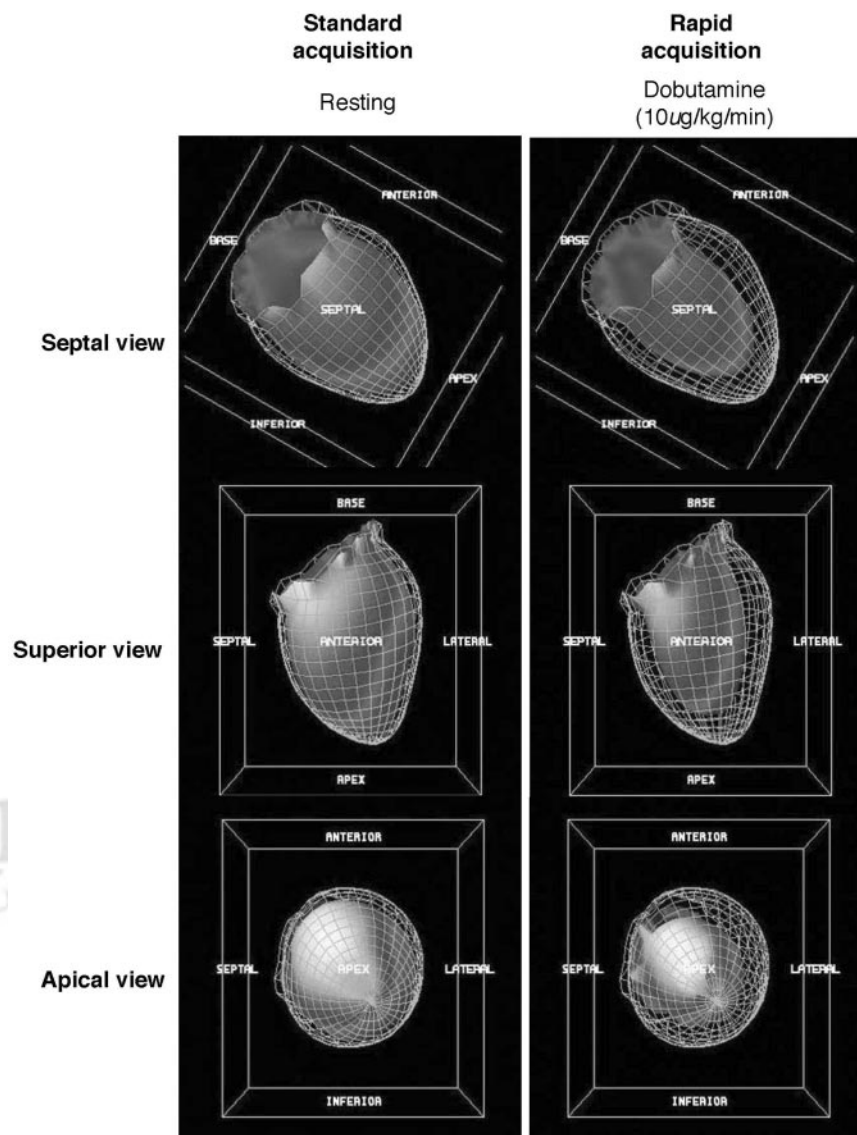 Standard
acquisition
Rapid
acquisition
Resting
Dobutamine
(10ug/kg/min)
Septal view
ANTERIOR
BASE
SEPTAL
APEX
INFERIOR
ANTERIOR
BASE
SEPTAL
APEX
INFERIOR
Superior view
BASE
SEPTAL
ANTERIOR
LATERAL
APEX
BASE
SEPTAL
ANTERIOR
LATERAL
APEX
Apical view
ANTERIOR
SEPTAL
APEX
LATERAL
INFERIOR
ANTERIOR
SEPTAL
APEX
LATERAL
INFERIOR